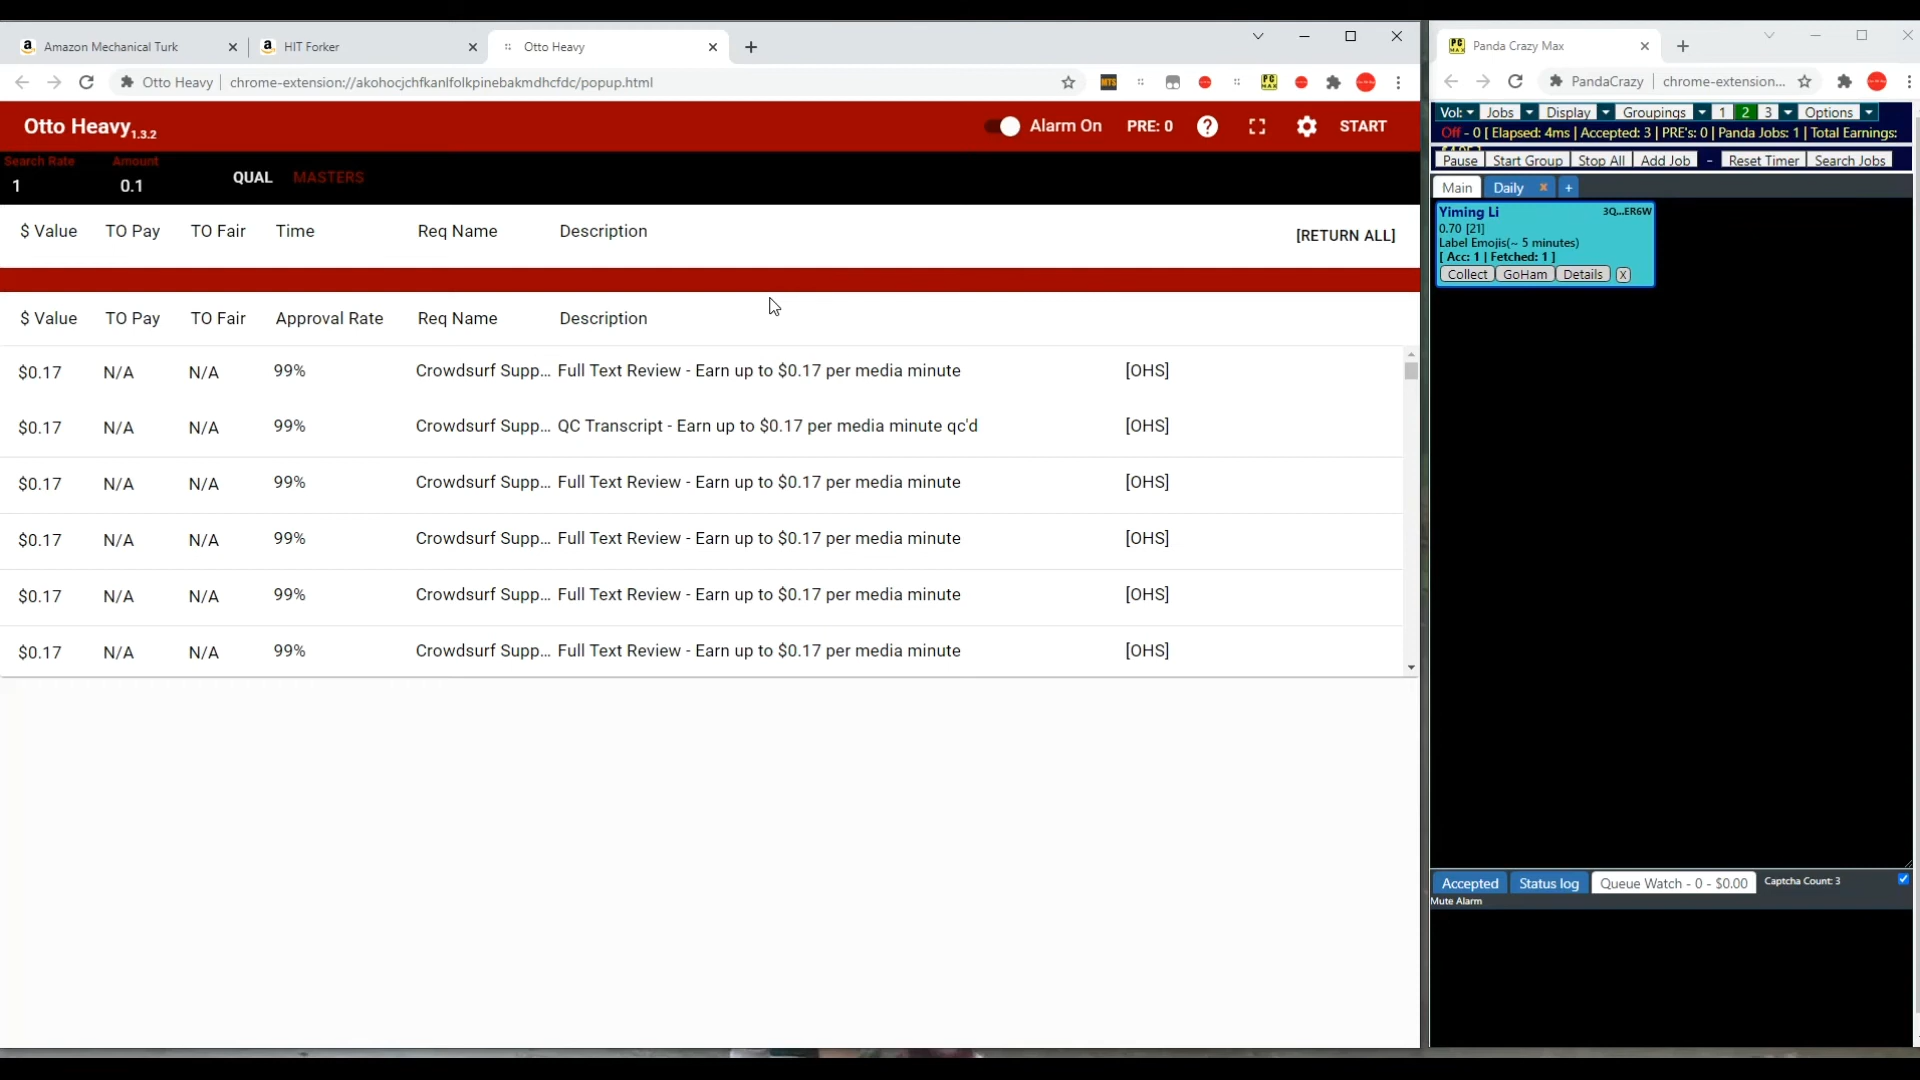 Amazon Mechanical Turk
HIT Forker
Otto Heavy
Otto Heavy
chrome-extension://akohocjchfkanlfolkpinebakmdhcfdc/popup.html
Otto Heavy1.3.2
Alarm On
PRE: 0
START
Search Rate
Amount
1
0.1
QUAL
MASTERS
$ Value TO Pay TO Fair Time Req Name Description [RETURN ALL]
$ Value TO Pay TO Fair Approval Rate Req Name Description
$0.17 N/A N/A 99% Crowdsurf Supp... Full Text Review - Earn up to $0.17 per media minute [OHS]
$0.17 N/A N/A 99% Crowdsurf Supp... QC Transcript - Earn up to $0.17 per media minute qc'd [OHS]
$0.17 N/A N/A 99% Crowdsurf Supp... Full Text Review - Earn up to $0.17 per media minute [OHS]
$0.17 N/A N/A 99% Crowdsurf Supp... Full Text Review - Earn up to $0.17 per media minute [OHS]
$0.17 N/A N/A 99% Crowdsurf Supp... Full Text Review - Earn up to $0.17 per media minute [OHS]
$0.17 N/A N/A 99% Crowdsurf Supp... Full Text Review - Earn up to $0.17 per media minute [OHS]
Panda Crazy Max
PandaCrazy
chrome-extension...
Vol: Jobs Display Groupings 1 2 3 Options
Off - 0 [ Elapsed: 4ms | Accepted: 3 | PRE's: 0 | Panda Jobs: 1 | Total Earnings:
Pause Start Group Stop All Add Job - Reset Timer Search Jobs
Main Daily × +
Yiming Li 3Q...ER6W
0.70 [21]
Label Emojis(~ 5 minutes)
[ Acc: 1 | Fetched: 1 ]
Collect GoHam Details X
Accepted Status log Queue Watch - 0 - $0.00 Captcha Count: 3
Mute Alarm